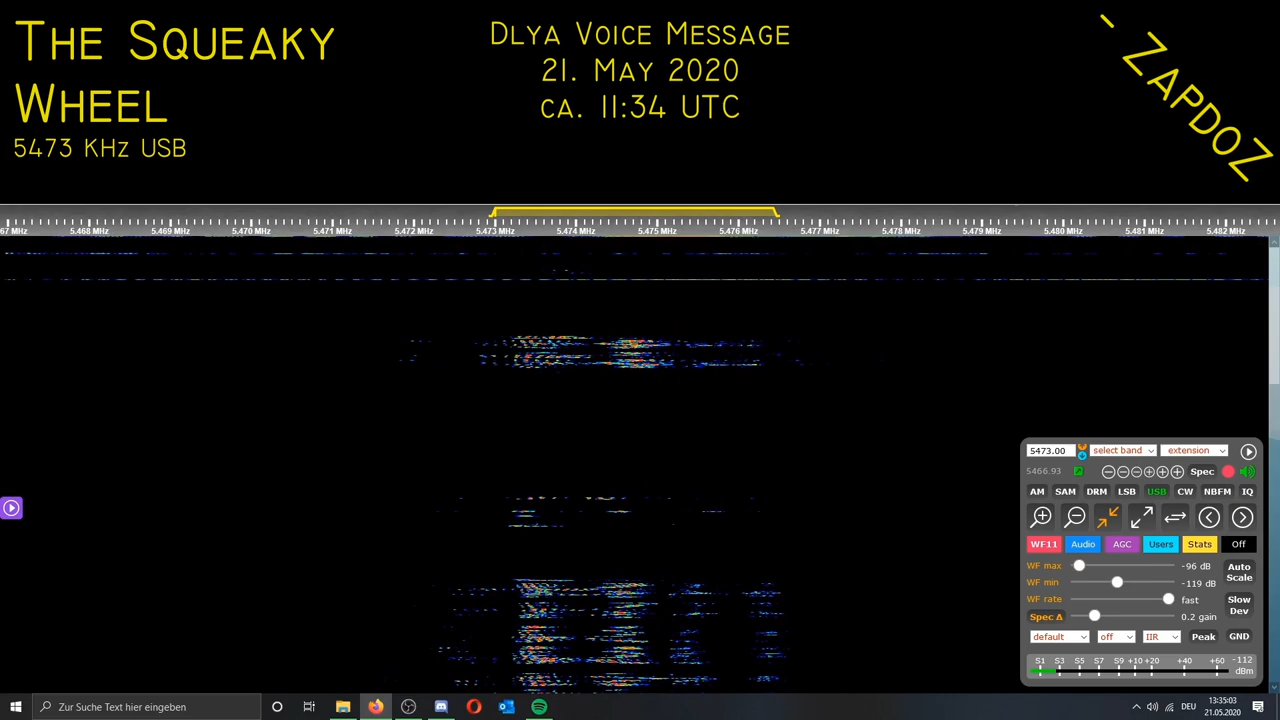 THE SQUEAKY
WHEEL
5473 KHZ USB
DLYA VOICE MESSAGE
21. MAY 2020
CA. 11:34 UTC
- ZAPDOZ
67 MHz 5.468 MHz 5.469 MHz 5.470 MHz 5.471 MHz 5.472 MHz 5.473 MHz 5.474 MHz 5.475 MHz 5.476 MHz 5.477 MHz 5.478 MHz 5.479 MHz 5.480 MHz 5.481 MHz 5.482 MHz
5473.00 select band extension
5466.93 Spec
AM SAM DRM LSB USB CW NBFM IQ
WF11 Audio AGC Users Stats Off
WF max -96 dB Auto Scale
WF min -119 dB
WF rate fast Slow Dev
Spec Δ 0.2 gain
default off IIR Peak GND
S1 S3 S5 S7 S9 +10 +20 +40 +60 -112 dBm
Zur Suche Text hier eingeben
DEU
13:35:03
21.05.2020